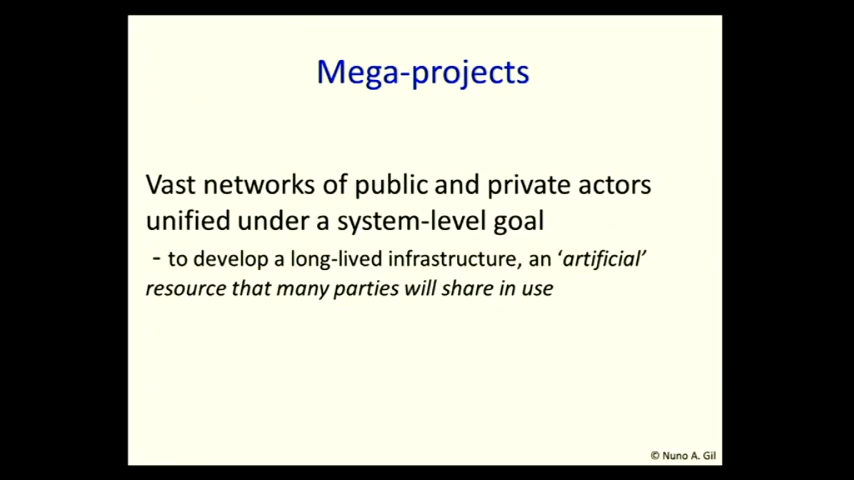 Mega-projects
Vast networks of public and private actors
unified under a system-level goal
- to develop a long-lived infrastructure, an ‘artificial’
resource that many parties will share in use
© Nuno A. Gil